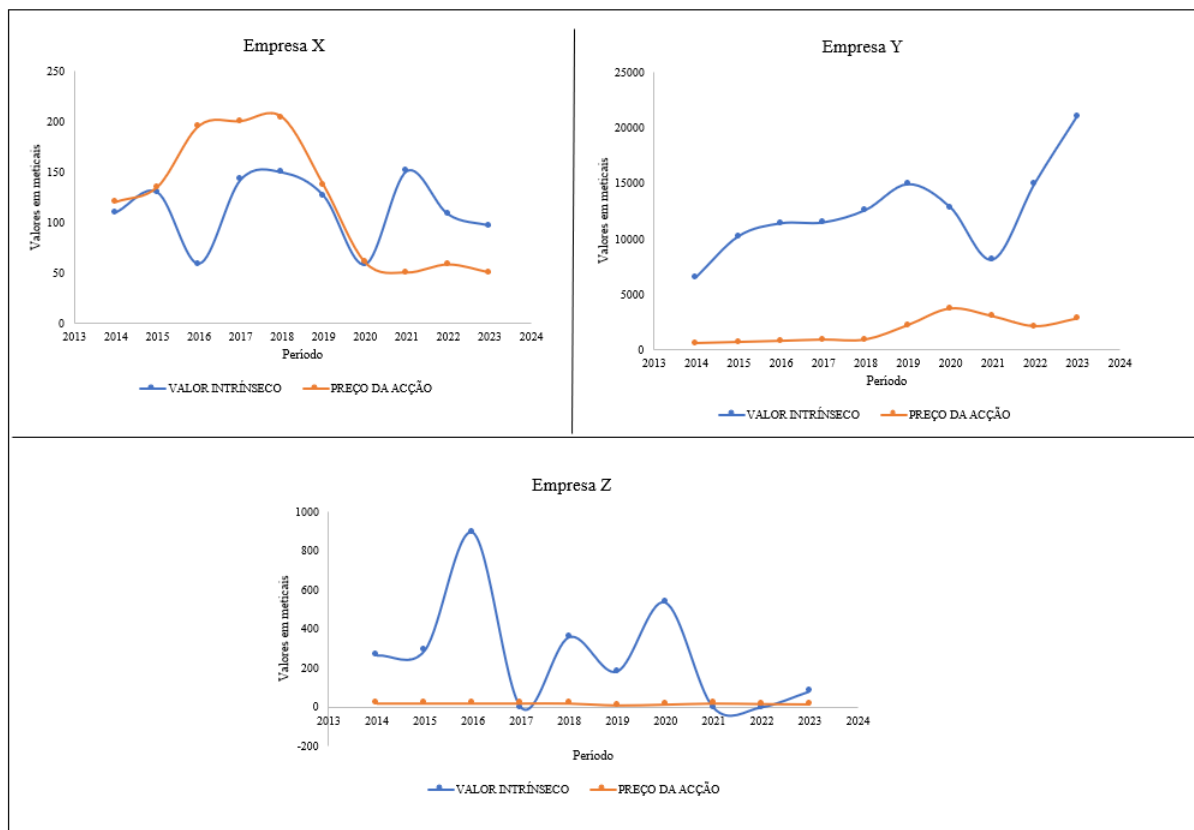 Empresa X
Valores em meticais
250
200
150
100
50
0
2013 2014 2015 2016 2017 2018 2019 2020 2021 2022 2023 2024
Período
VALOR INTRÍNSECO PREÇO DA ACÇÃO
Empresa Y
Valores em meticais
25000
20000
15000
10000
5000
0
2013 2014 2015 2016 2017 2018 2019 2020 2021 2022 2023 2024
Período
VALOR INTRÍNSECO PREÇO DA ACÇÃO
Empresa Z
Valores em meticais
1000
800
600
400
200
0
-200
2013 2014 2015 2016 2017 2018 2019 2020 2021 2022 2023 2024
Período
VALOR INTRÍNSECO PREÇO DA ACÇÃO